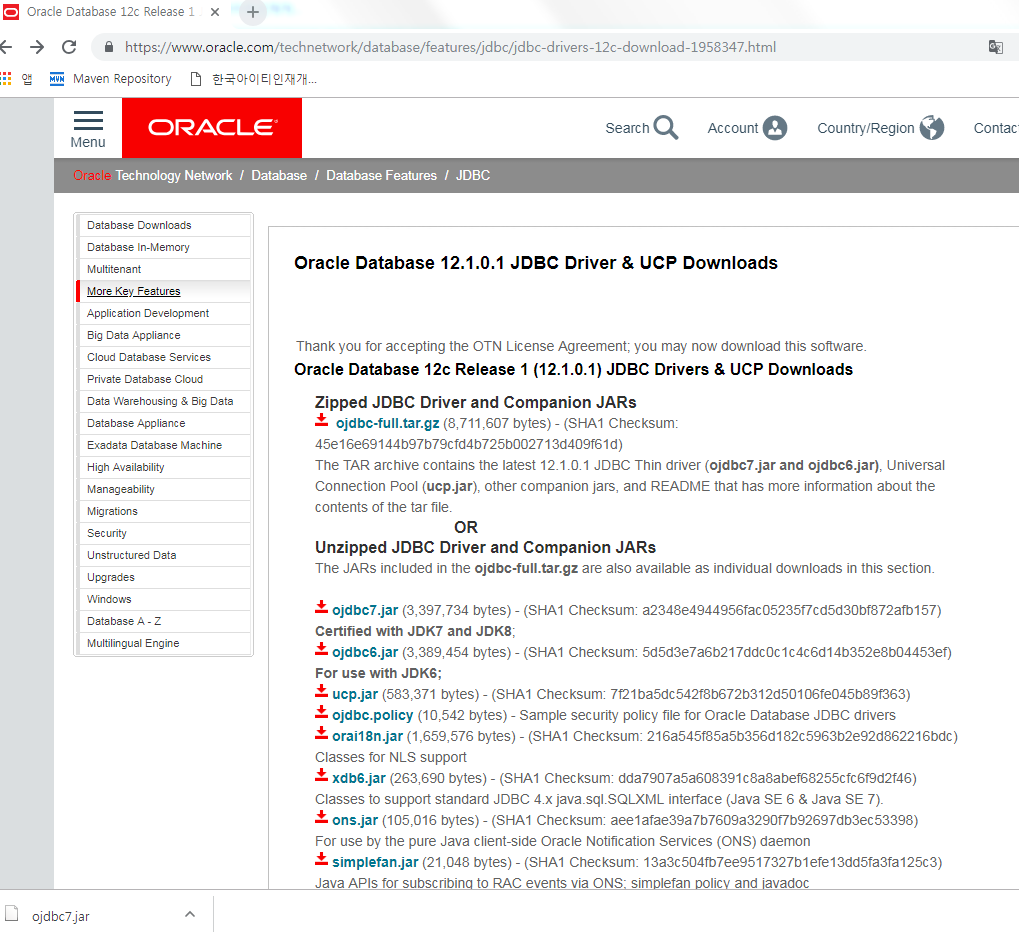 Oracle Database 12c Release 1
https://www.oracle.com/technetwork/database/features/jdbc/jdbc-drivers-12c-download-1958347.html
앱 Maven Repository 한국아이티인재개...
Menu
ORACLE
Search Account Country/Region Contac
Oracle Technology Network / Database / Database Features / JDBC
Database Downloads
Database In-Memory
Multitenant
More Key Features
Application Development
Big Data Appliance
Cloud Database Services
Private Database Cloud
Data Warehousing & Big Data
Database Appliance
Exadata Database Machine
High Availability
Manageability
Migrations
Security
Unstructured Data
Upgrades
Windows
Database A - Z
Multilingual Engine
Oracle Database 12.1.0.1 JDBC Driver & UCP Downloads
Thank you for accepting the OTN License Agreement; you may now download this software.
Oracle Database 12c Release 1 (12.1.0.1) JDBC Drivers & UCP Downloads
Zipped JDBC Driver and Companion JARs
ojdbc-full.tar.gz (8,711,607 bytes) - (SHA1 Checksum:
45e16e69144b97b79cfd4b725b002713d409f61d)
The TAR archive contains the latest 12.1.0.1 JDBC Thin driver (ojdbc7.jar and ojdbc6.jar), Universal
Connection Pool (ucp.jar), other companion jars, and README that has more information about the
contents of the tar file.
OR
Unzipped JDBC Driver and Companion JARs
The JARs included in the ojdbc-full.tar.gz are also available as individual downloads in this section.
ojdbc7.jar (3,397,734 bytes) - (SHA1 Checksum: a2348e4944956fac05235f7cd5d30bf872afb157)
Certified with JDK7 and JDK8;
ojdbc6.jar (3,389,454 bytes) - (SHA1 Checksum: 5d5d3e7a6b217ddc0c1c4c6d14b352e8b04453ef)
For use with JDK6;
ucp.jar (583,371 bytes) - (SHA1 Checksum: 7f21ba5dc542f8b672b312d50106fe045b89f363)
ojdbc.policy (10,542 bytes) - Sample security policy file for Oracle Database JDBC drivers
orai18n.jar (1,659,576 bytes) - (SHA1 Checksum: 216a545f85a5b356d182c5963b2e92d862216bdc)
Classes for NLS support
xdb6.jar (263,690 bytes) - (SHA1 Checksum: dda7907a5a608391c8a8abef68255cfc6f9d2f46)
Classes to support standard JDBC 4.x java.sql.SQLXML interface (Java SE 6 & Java SE 7).
ons.jar (105,016 bytes) - (SHA1 Checksum: aee1afae39a7b7609a3290f7b92697db3ec53398)
For use by the pure Java client-side Oracle Notification Services (ONS) daemon
simplefan.jar (21,048 bytes) - (SHA1 Checksum: 13a3c504fb7ee9517327b1efe13dd5fa3fa125c3)
Java APIs for subscribing to RAC events via ONS; simplefan policy and javadoc
ojdbc7.jar